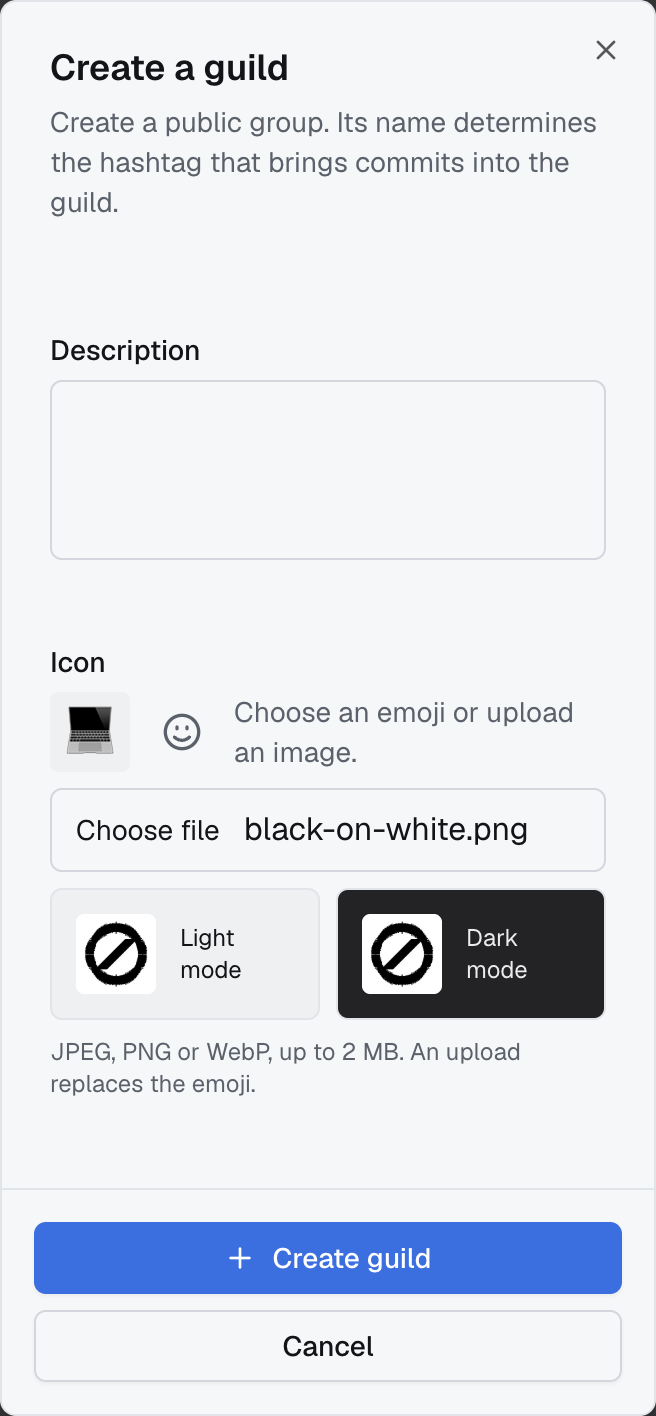 Create a guild
Create a public group. Its name determines
the hashtag that brings commits into the
guild.
Description
Icon
Choose an emoji or upload
an image.
Choose file black-on-white.png
Light
mode
Dark
mode
JPEG, PNG or WebP, up to 2 MB. An upload
replaces the emoji.
Create guild
Cancel